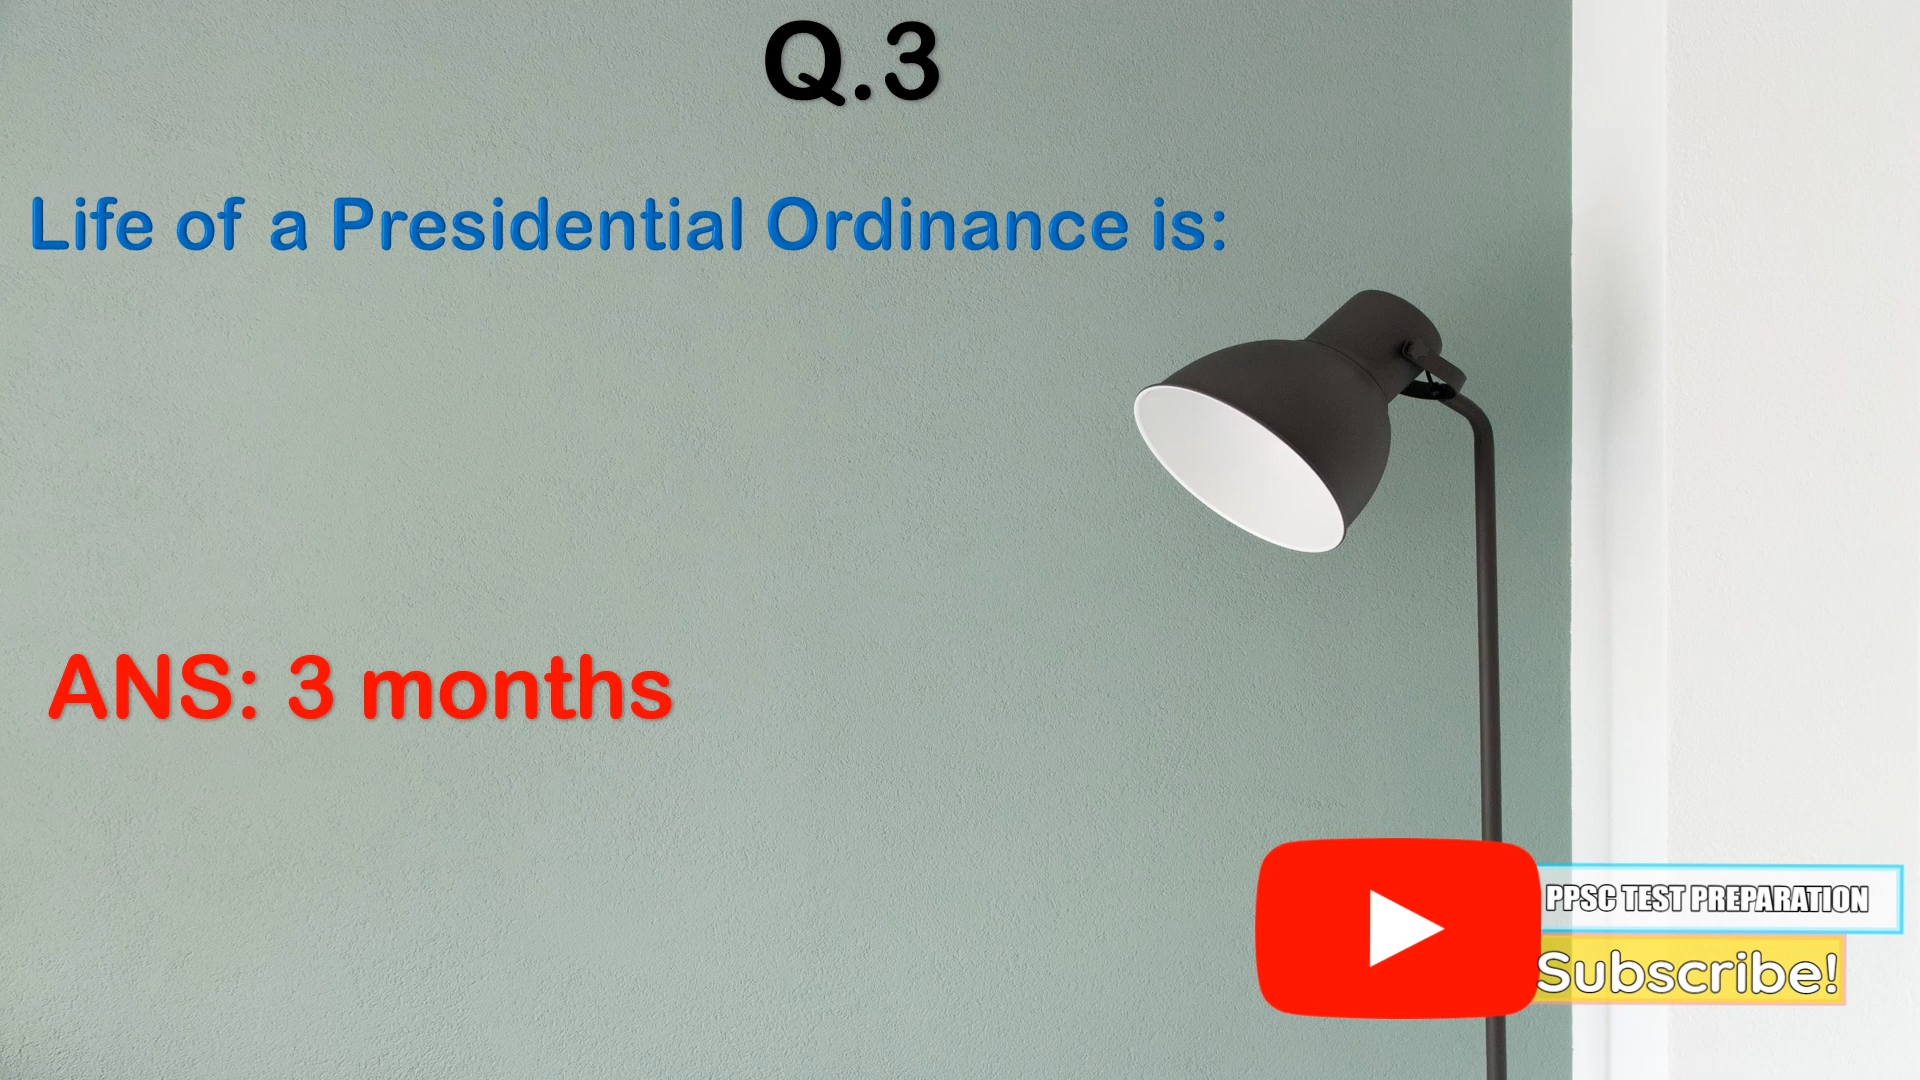 Q.3
Life of a Presidential Ordinance is:
ANS: 3 months
PPSC TEST PREPARATION
Subscribe!